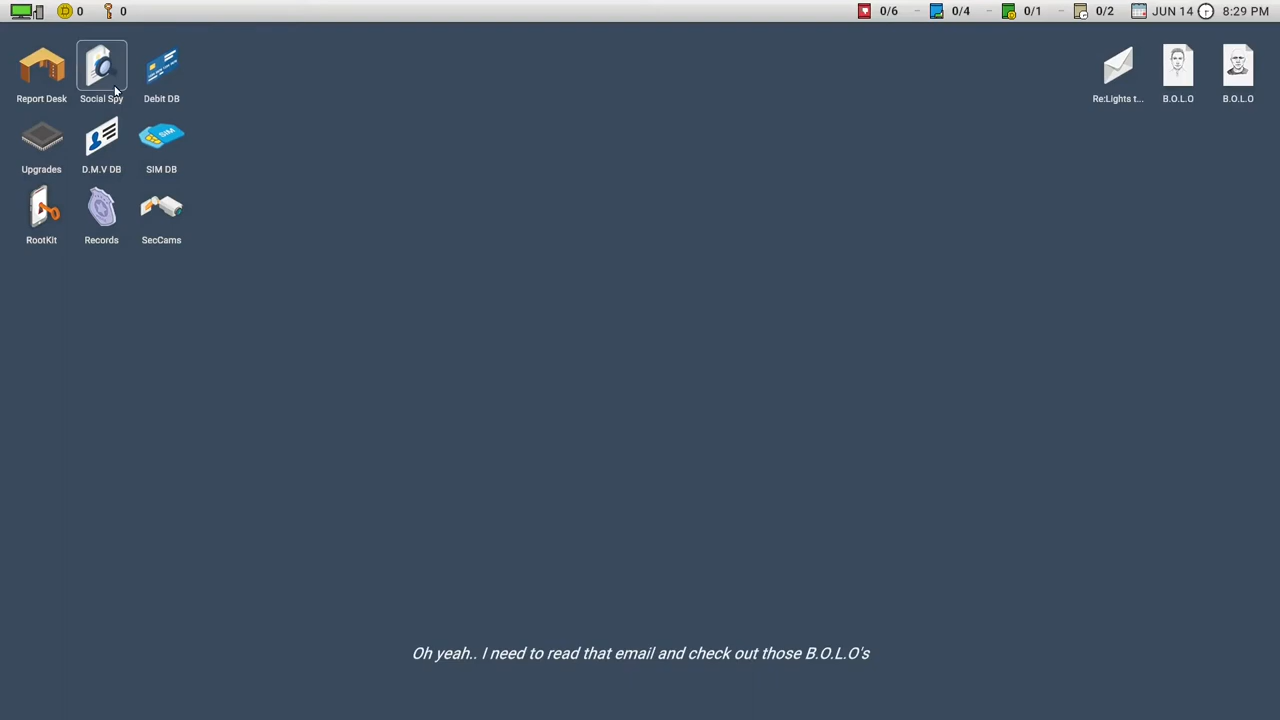 0 0 0/6 0/4 0/1 0/2 JUN 14 8:29 PM
Report Desk Social Spy Debit DB Re:Lights t... B.O.L.O B.O.L.O
SIM
Upgrades D.M.V DB SIM DB
RootKit Records SecCams
Oh yeah.. I need to read that email and check out those B.O.L.O's